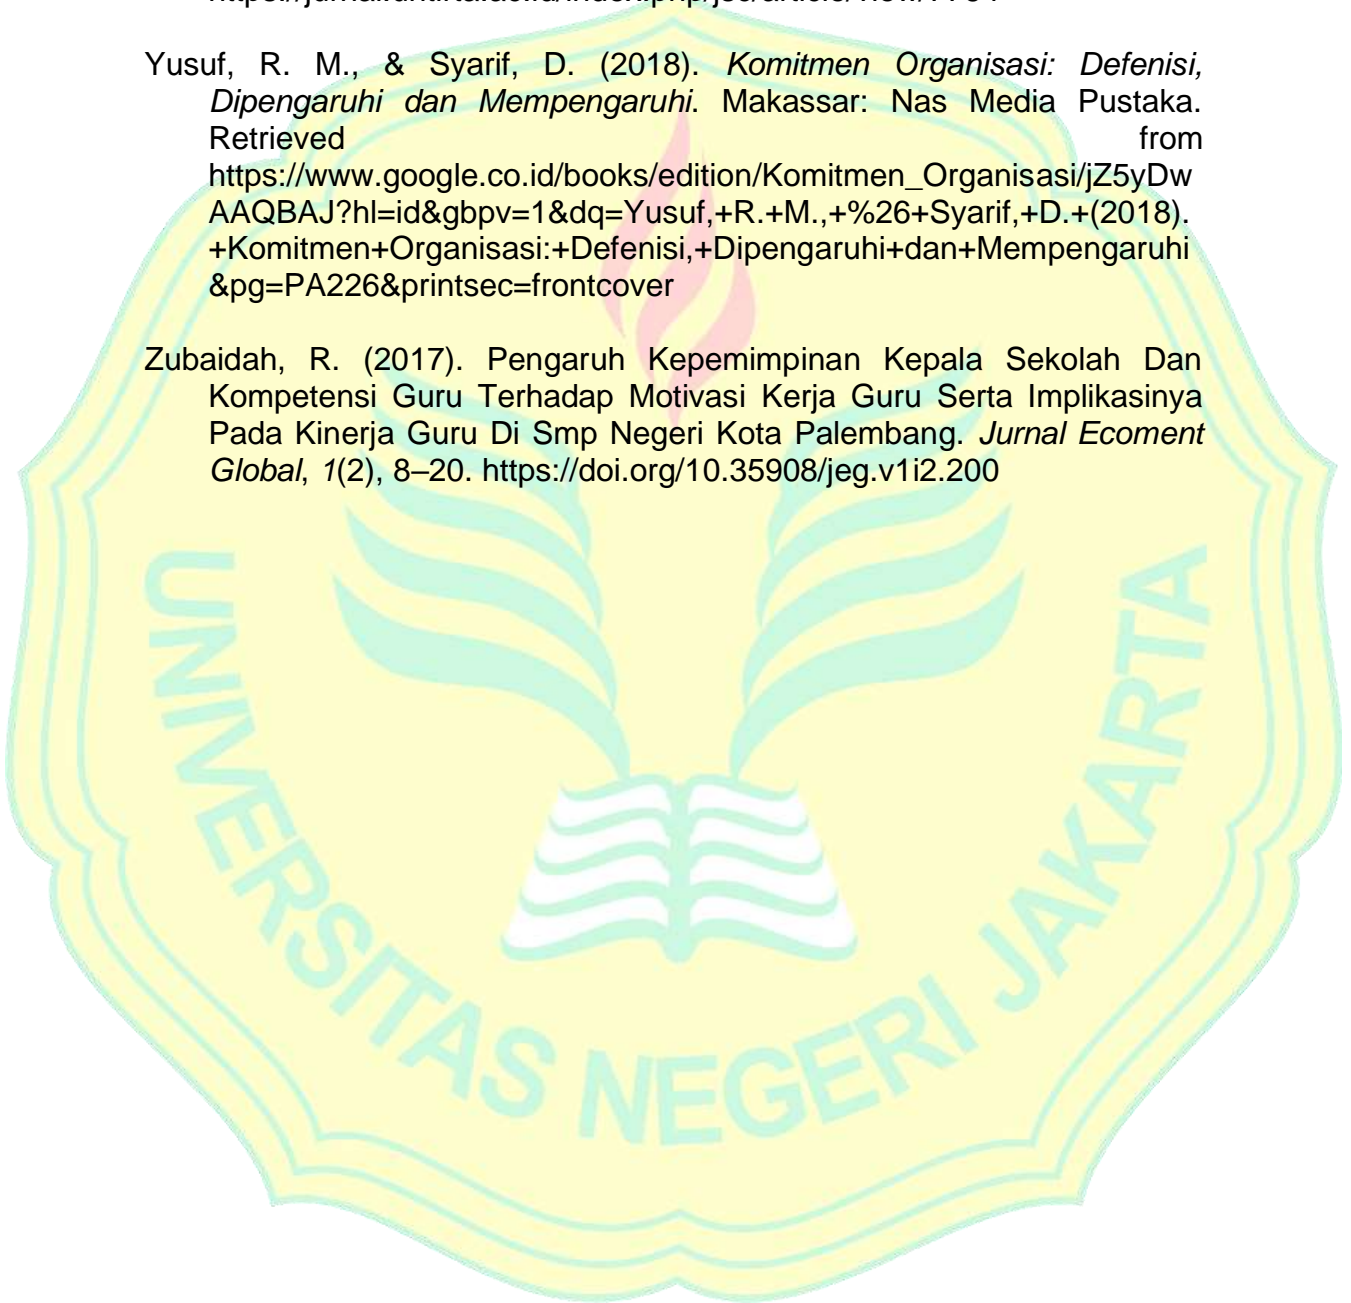 Yusuf, R. M., & Syarif, D. (2018). Komitmen Organisasi: Defenisi,
Dipengaruhi dan Mempengaruhi. Makassar: Nas Media Pustaka.
Retrieved from
https://www.google.co.id/books/edition/Komitmen_Organisasi/jZ5yDw
AAQBAJ?hl=id&gbpv=1&dq=Yusuf,+R.+M.,+%26+Syarif,+D.+(2018).
+Komitmen+Organisasi:+Defenisi,+Dipengaruhi+dan+Mempengaruhi
&pg=PA226&printsec=frontcover
Zubaidah, R. (2017). Pengaruh Kepemimpinan Kepala Sekolah Dan
Kompetensi Guru Terhadap Motivasi Kerja Guru Serta Implikasinya
Pada Kinerja Guru Di Smp Negeri Kota Palembang. Jurnal Ecoment
Global, 1(2), 8–20. https://doi.org/10.35908/jeg.v1i2.200
UNIVERSITAS NEGERI JAKARTA